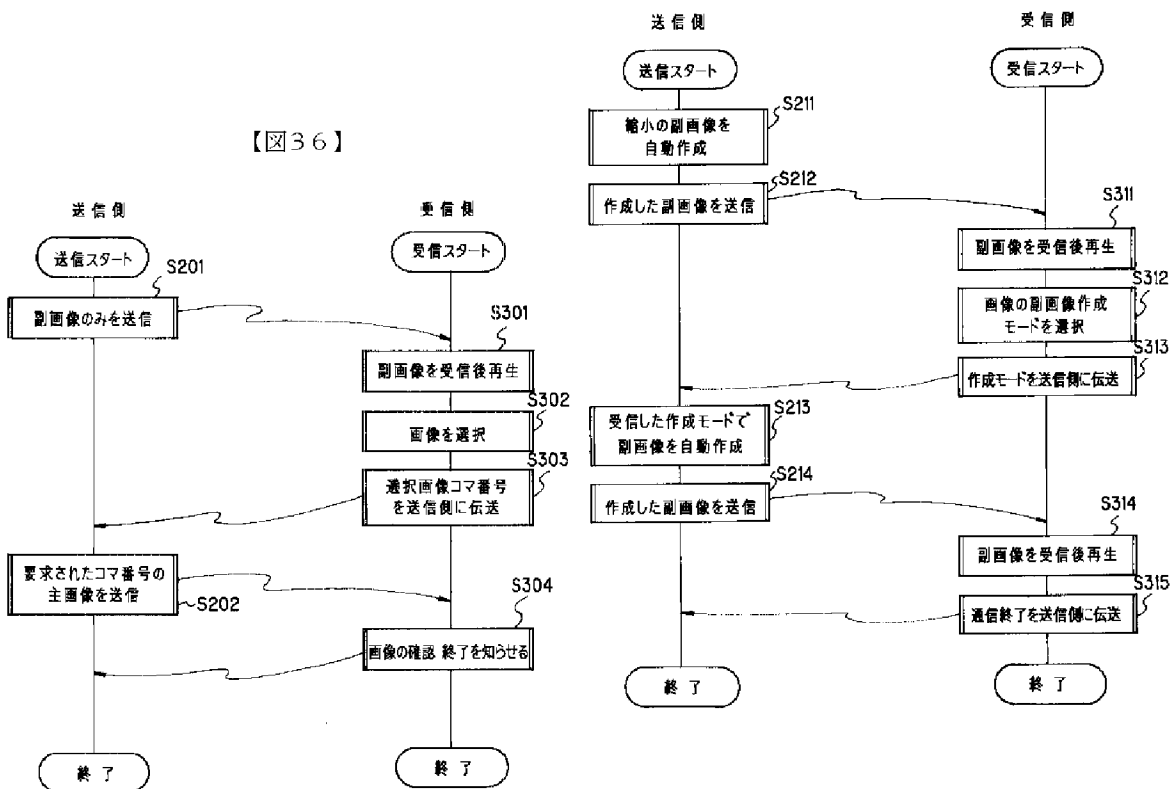 【図36】
送信側
受信側
送信スタート
受信スタート
S201
副画像のみを送信
S301
副画像を受信後再生
S302
画像を選択
S303
選択画像コマ番号
を送信側に伝送
要求されたコマ番号の
主画像を送信
S202
S304
画像の確認 終了を知らせる
終了
終了
送信側
受信側
送信スタート
受信スタート
S211
縮小の副画像を
自動作成
S212
作成した副画像を送信
S311
副画像を受信後再生
S312
画像の副画像作成
モードを選択
S313
作成モードを送信側に伝送
S213
受信した作成モードで
副画像を自動作成
S214
作成した副画像を送信
S314
副画像を受信後再生
S315
通信終了を送信側に伝送
終了
終了